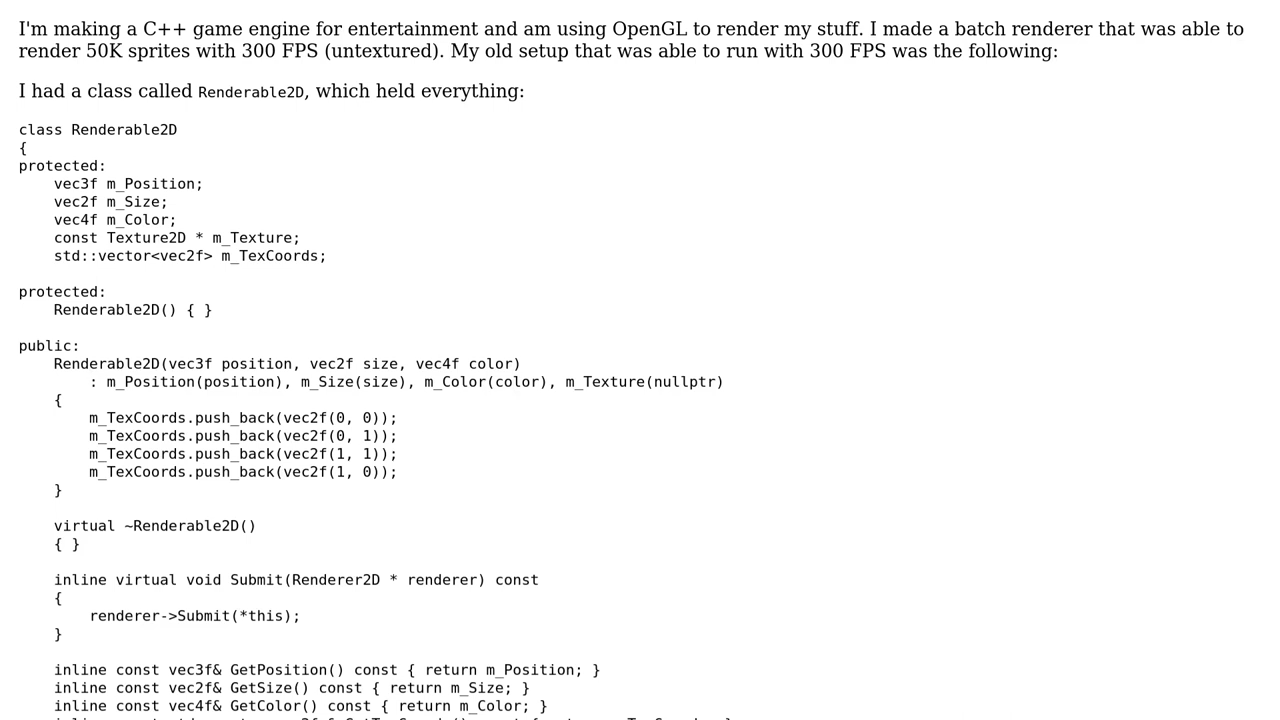 I'm making a C++ game engine for entertainment and am using OpenGL to render my stuff. I made a batch renderer that was able to
render 50K sprites with 300 FPS (untextured). My old setup that was able to run with 300 FPS was the following:
I had a class called Renderable2D, which held everything:
class Renderable2D
{
protected:
    vec3f m_Position;
    vec2f m_Size;
    vec4f m_Color;
    const Texture2D * m_Texture;
    std::vector<vec2f> m_TexCoords;

protected:
    Renderable2D() { }

public:
    Renderable2D(vec3f position, vec2f size, vec4f color)
        : m_Position(position), m_Size(size), m_Color(color), m_Texture(nullptr)
    {
        m_TexCoords.push_back(vec2f(0, 0));
        m_TexCoords.push_back(vec2f(0, 1));
        m_TexCoords.push_back(vec2f(1, 1));
        m_TexCoords.push_back(vec2f(1, 0));
    }

    virtual ~Renderable2D()
    { }

    inline virtual void Submit(Renderer2D * renderer) const
    {
        renderer->Submit(*this);
    }

    inline const vec3f& GetPosition() const { return m_Position; }
    inline const vec2f& GetSize() const { return m_Size; }
    inline const vec4f& GetColor() const { return m_Color; }